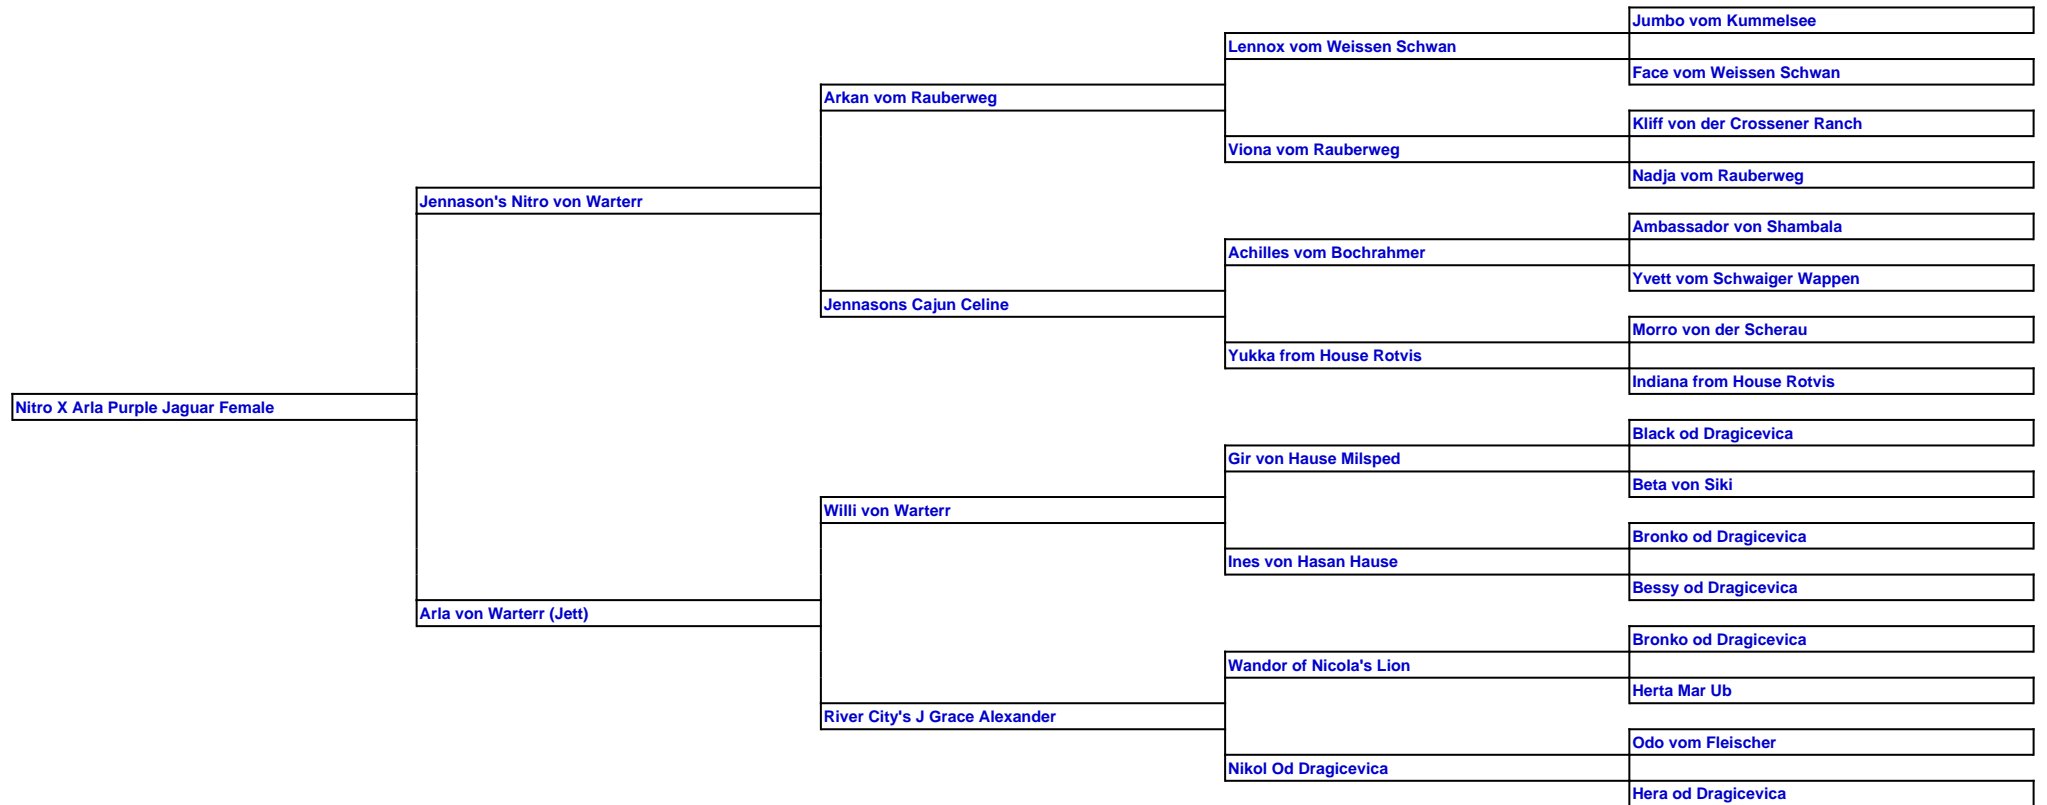 Jumbo vom Kummelsee
Lennox vom Weissen Schwan
Face vom Weissen Schwan
Arkan vom Rauberweg
Kliff von der Crossener Ranch
Viona vom Rauberweg
Nadja vom Rauberweg
Jennason's Nitro von Warterr
Ambassador von Shambala
Achilles vom Bochrahmer
Yvett vom Schwaiger Wappen
Jennasons Cajun Celine
Morro von der Scherau
Yukka from House Rotvis
Indiana from House Rotvis
Nitro X Arla Purple Jaguar Female
Black od Dragicevica
Gir von Hause Milsped
Beta von Siki
Willi von Warterr
Bronko od Dragicevica
Ines von Hasan Hause
Bessy od Dragicevica
Arla von Warterr (Jett)
Bronko od Dragicevica
Wandor of Nicola's Lion
Herta Mar Ub
River City's J Grace Alexander
Odo vom Fleischer
Nikol Od Dragicevica
Hera od Dragicevica